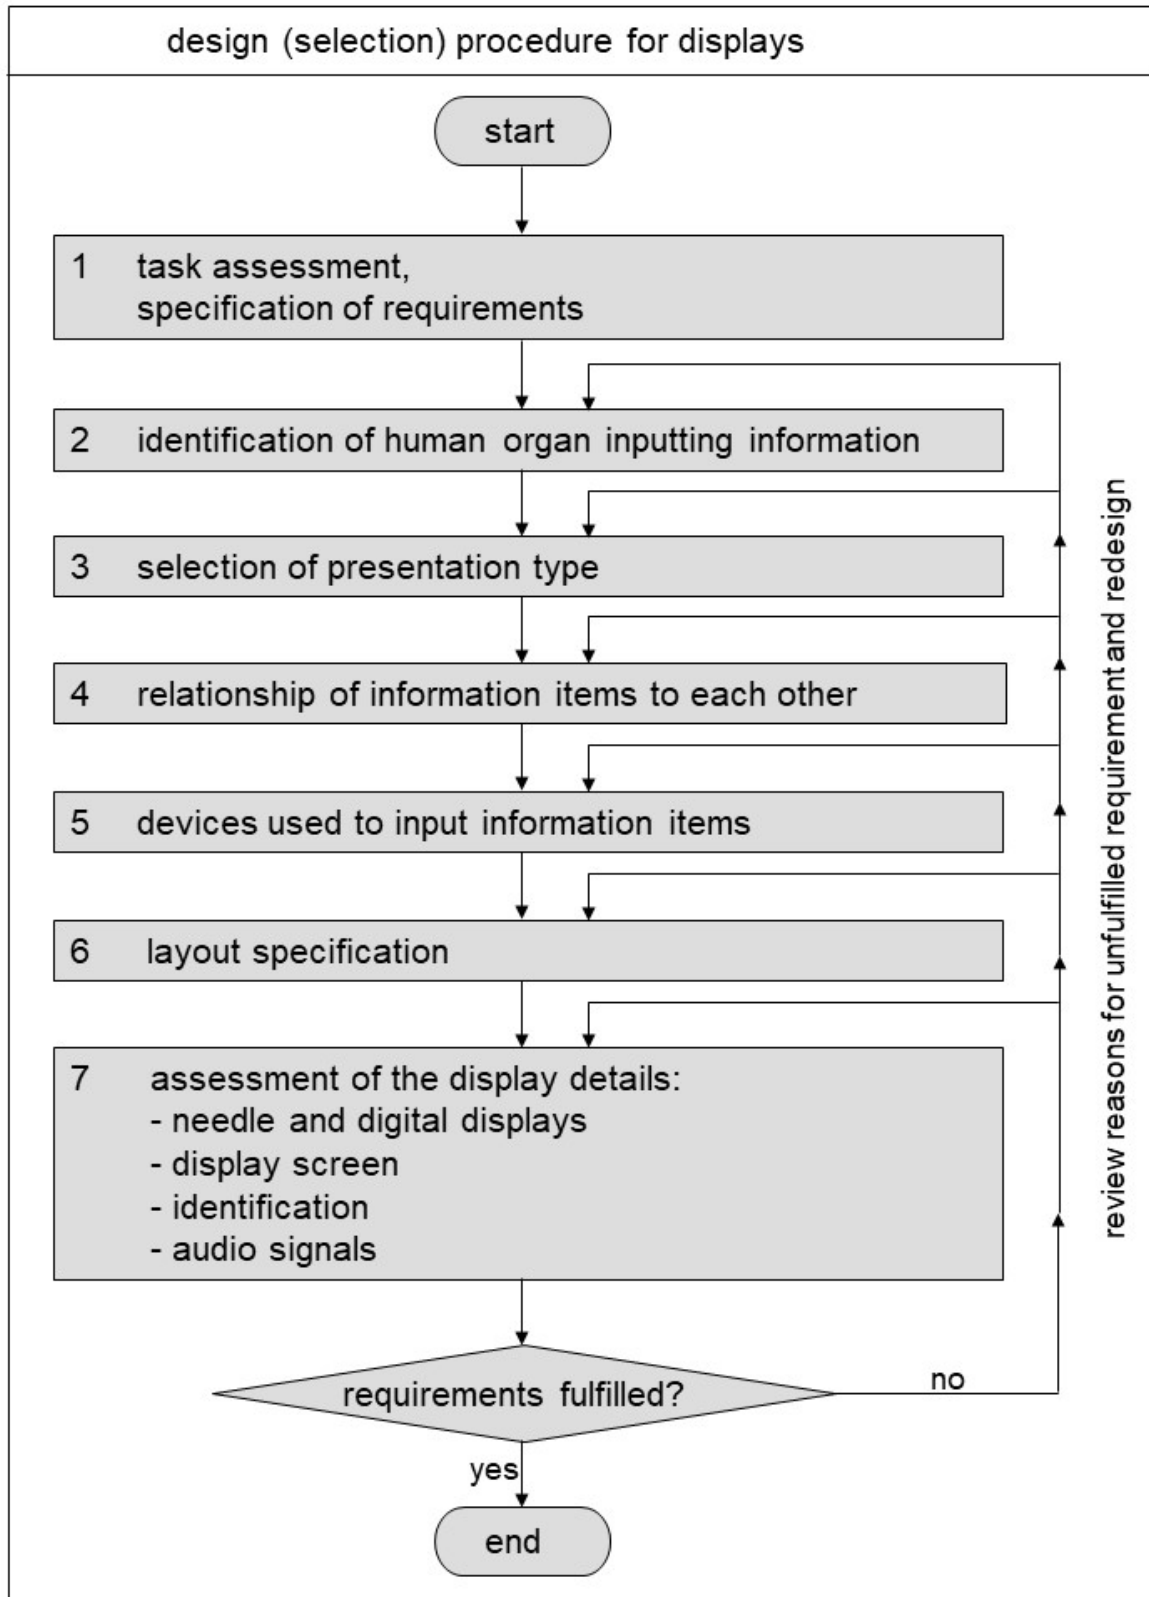 design (selection) procedure for displays
start
1 task assessment,
specification of requirements
2 identification of human organ inputting information
3 selection of presentation type
4 relationship of information items to each other
5 devices used to input information items
6 layout specification
7 assessment of the display details:
- needle and digital displays
- display screen
- identification
- audio signals
requirements fulfilled?
no
yes
end
review reasons for unfulfilled requirement and redesign